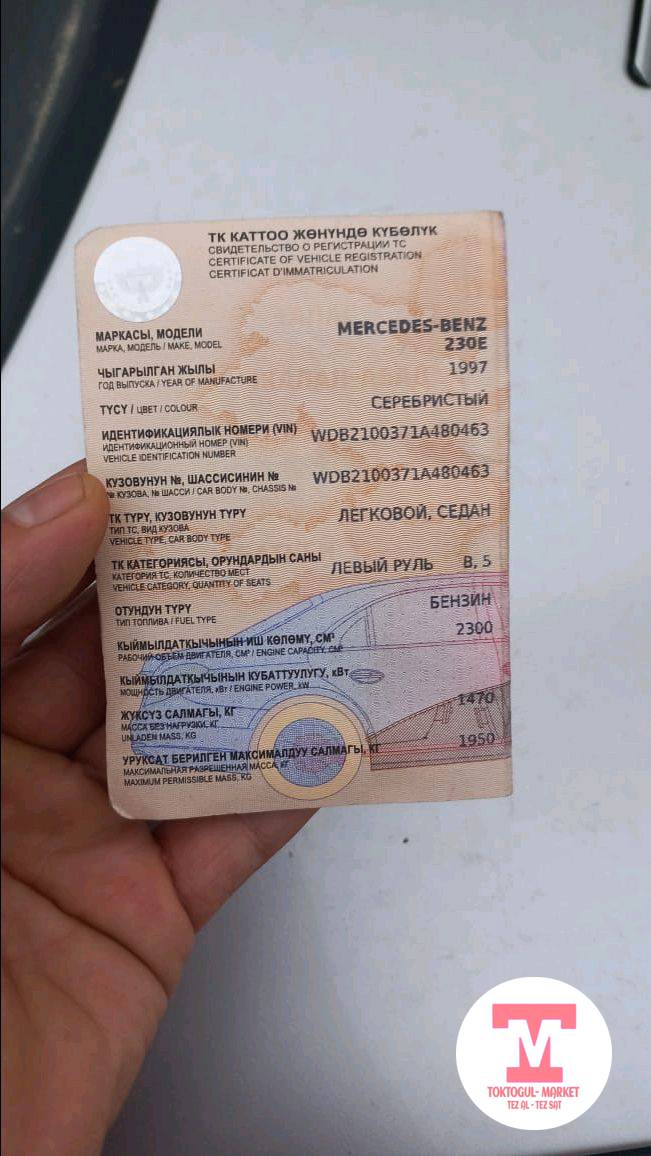 ТК КАТТОО ЖӨНҮНДӨ КҮБӨЛҮК
СВИДЕТЕЛЬСТВО О РЕГИСТРАЦИИ ТС
CERTIFICATE OF VEHICLE REGISTRATION
CERTIFICAT D'IMMATRICULATION
МАРКАСЫ, МОДЕЛИ MERCEDES-BENZ
МАРКА, МОДЕЛЬ / MAKE, MODEL 230E
ЧЫГАРЫЛГАН ЖЫЛЫ 1997
ГОД ВЫПУСКА / YEAR OF MANUFACTURE
ТҮСҮ / ЦВЕТ / COLOUR СЕРЕБРИСТЫЙ
ИДЕНТИФИКАЦИЯЛЫК НОМЕРИ (VIN) WDB2100371A480463
ИДЕНТИФИКАЦИОННЫЙ НОМЕР (VIN)
VEHICLE IDENTIFICATION NUMBER
КУЗОВУНУН №, ШАССИСИНИН № WDB2100371A480463
№ КУЗОВА, № ШАССИ / CAR BODY №, CHASSIS №
ТК ТҮРҮ, КУЗОВУН ТҮРҮ ЛЕГКОВОЙ, СЕДАН
ТИП ТС, ВИД КУЗОВА
VEHICLE TYPE, CAR BODY TYPE
ТК КАТЕГОРИЯСЫ, ОРУНДАРДЫН САНЫ ЛЕВЫЙ РУЛЬ B, 5
КАТЕГОРИЯ ТС, КОЛИЧЕСТВО МЕСТ
VEHICLE CATEGORY, QUANTITY OF SEATS
ОТУНДУН ТҮРҮ БЕНЗИН
ТИП ТОПЛИВА / FUEL TYPE
КЫЙМЫЛДАТКЫЧЫНЫН ИШ КӨЛӨМҮ, СМ³ 2300
РАБОЧИЙ ОБЪЕМ ДВИГАТЕЛЯ, СМ³ / ENGINE CAPACITY, СМ³
КЫЙМЫЛДАТКЫЧЫНЫН КУБАТТУУЛУГУ, кВт
МОЩНОСТЬ ДВИГАТЕЛЯ, кВт / ENGINE POWER, kW
ЖҮКСҮЗ САЛМАГЫ, КГ 1470
МАССА БЕЗ НАГРУЗКИ, КГ
UNLADEN MASS, KG
УРУКСАТ БЕРИЛГЕН МАКСИМАЛДУУ САЛМАГЫ, КГ 1950
МАКСИМАЛЬНАЯ РАЗРЕШЕННАЯ МАССА, КГ
MAXIMUM PERMISSIBLE MASS, KG
TM
TOKTOGUL- MARKET
TEZ AL - TEZ SAT